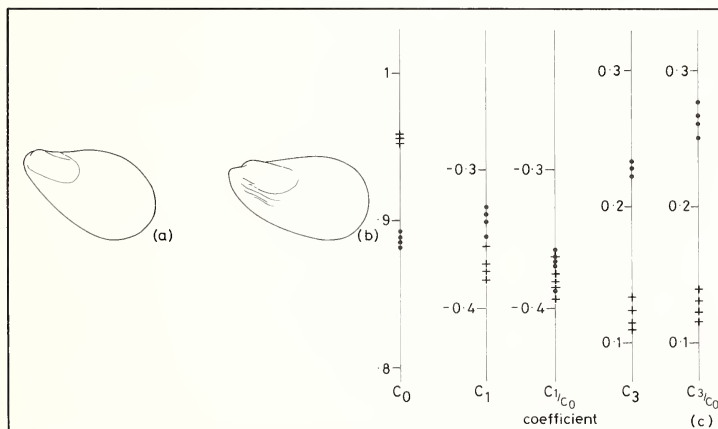 (a)
(b)
1
·9
·8
C0
-0·3
-0·4
C1
-0·3
-0·4
C1/C0
0·3
0·2
0·1
C3
0·3
0·2
0·1
C3/C0
coefficient
(c)